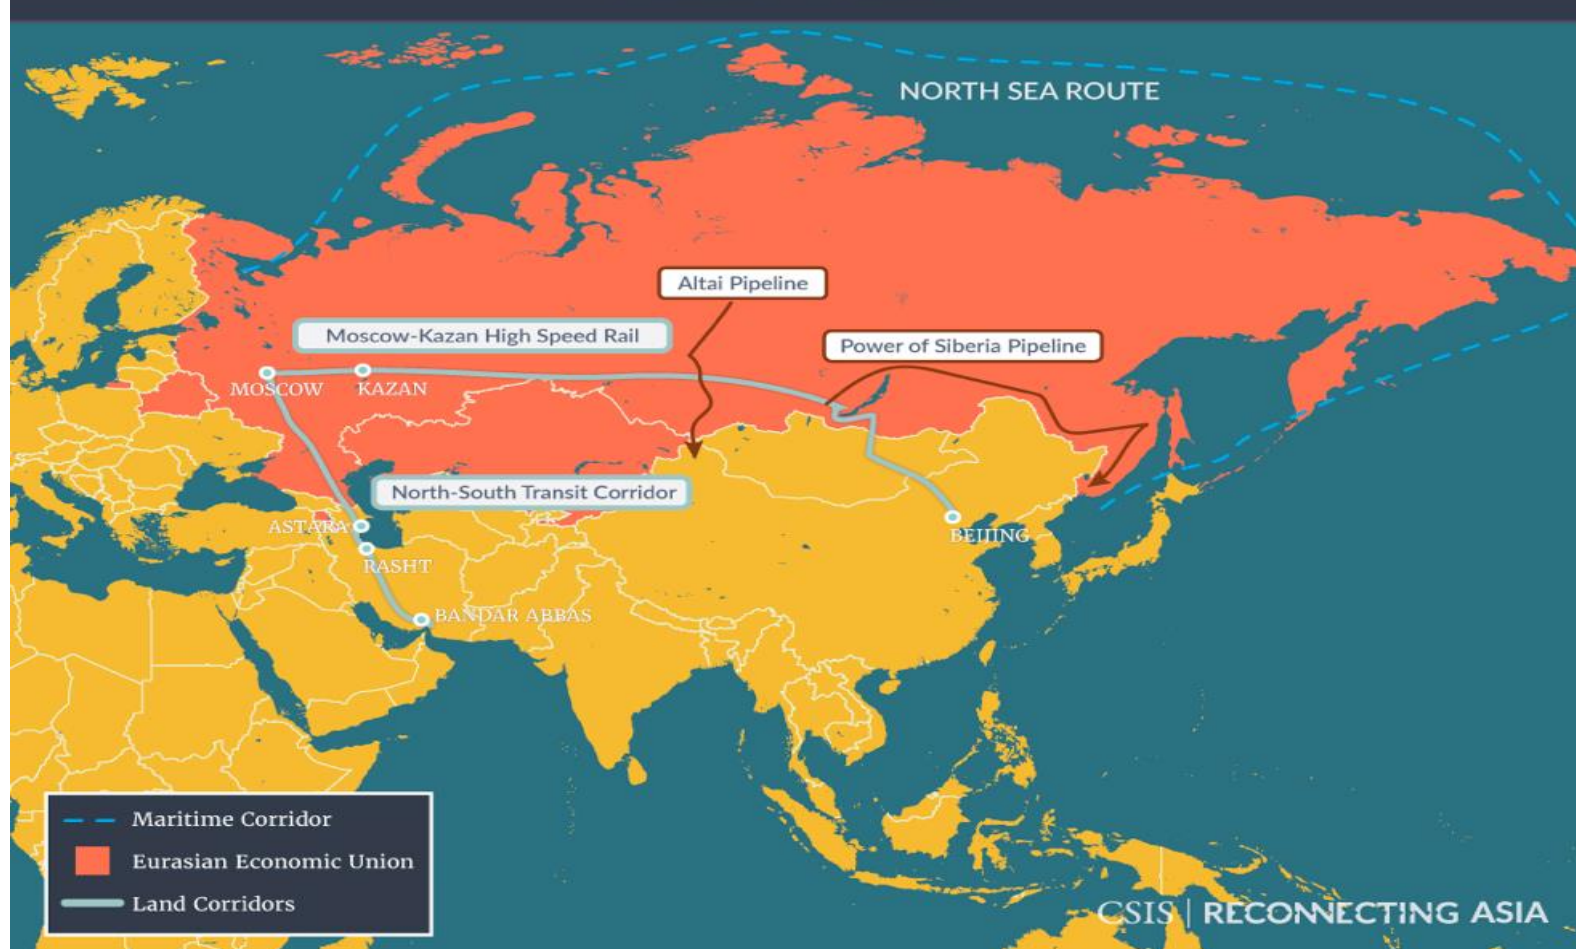 NORTH SEA ROUTE
Altai Pipeline
Moscow-Kazan High Speed Rail
Power of Siberia Pipeline
MOSCOW
KAZAN
North-South Transit Corridor
ASTARA
BEIJING
RASHT
BANDAR ABBAS
Maritime Corridor
Eurasian Economic Union
Land Corridors
CSIS | RECONNECTING ASIA